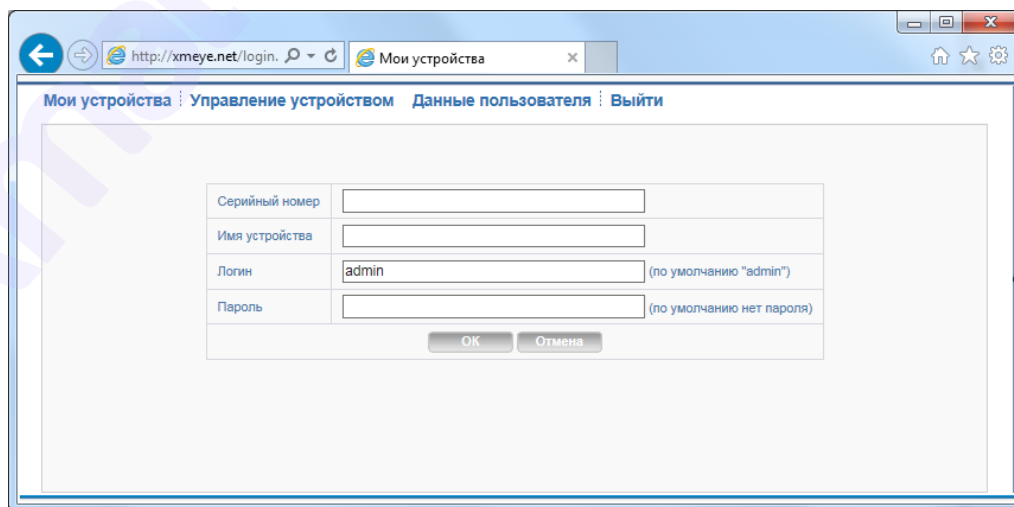 http://xmeye.net/login. Мои устройства
Мои устройства Управление устройством Данные пользователя Выйти
Серийный номер
Имя устройства
Логин admin (по умолчанию "admin")
Пароль (по умолчанию нет пароля)
OK Отмена